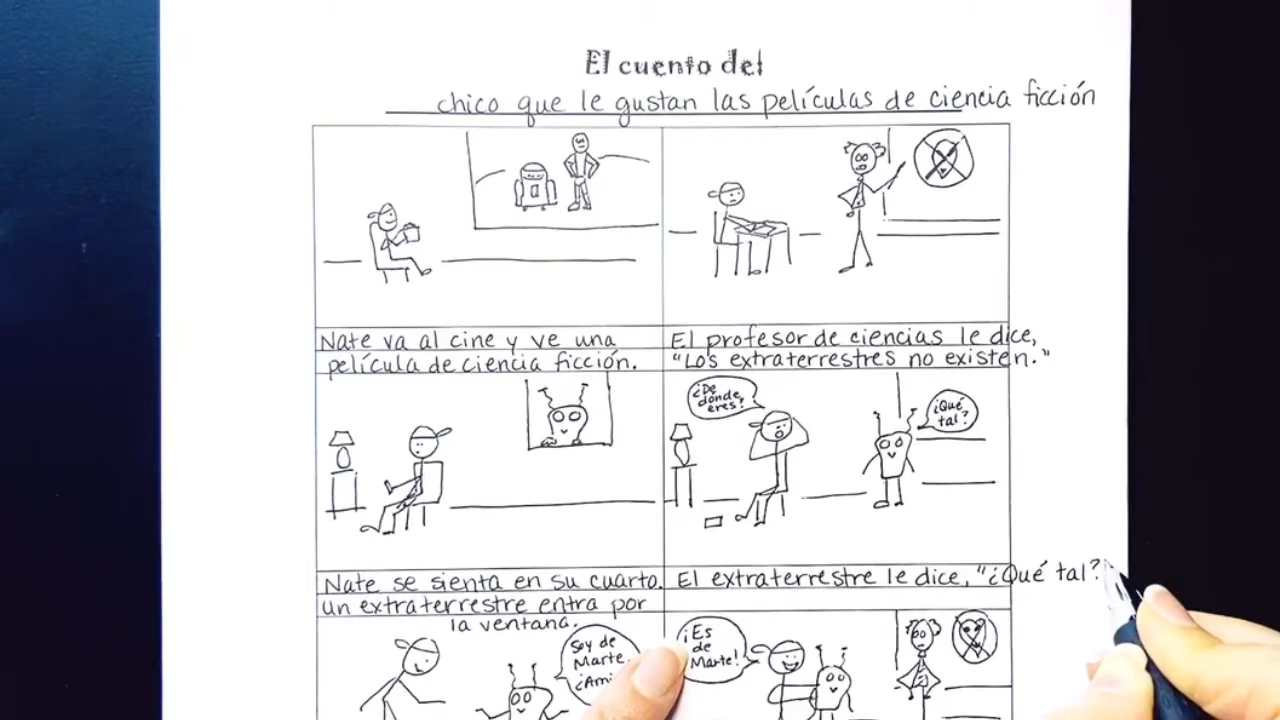 El cuento del
chico que le gustan las películas de ciencia ficción
Nate va al cine y ve una
película de ciencia ficción.
El profesor de ciencias le dice,
"Los extraterrestres no existen."
¿De
dónde
eres?
¿Qué
tal?
Nate se sienta en su cuarto.
un extraterrestre entra por
la ventana.
El extraterrestre le dice, "¿Qué tal?
Soy de
Marte.
¡Es
de
Marte!